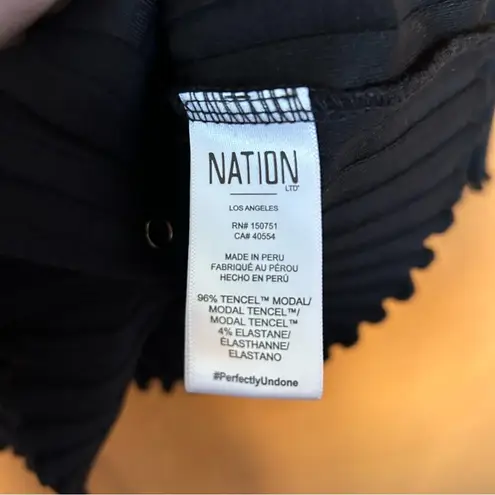 NATION
LTD
LOS ANGELES
RN# 150751
CA# 40554
MADE IN PERU
FABRIQUÉ AU PÉROU
HECHO EN PERÚ
96% TENCEL™ MODAL/
MODAL TENCEL™/
MODAL TENCEL™
4% ELASTANE/
ÉLASTHANNE/
ELASTANO
#PerfectlyUndone